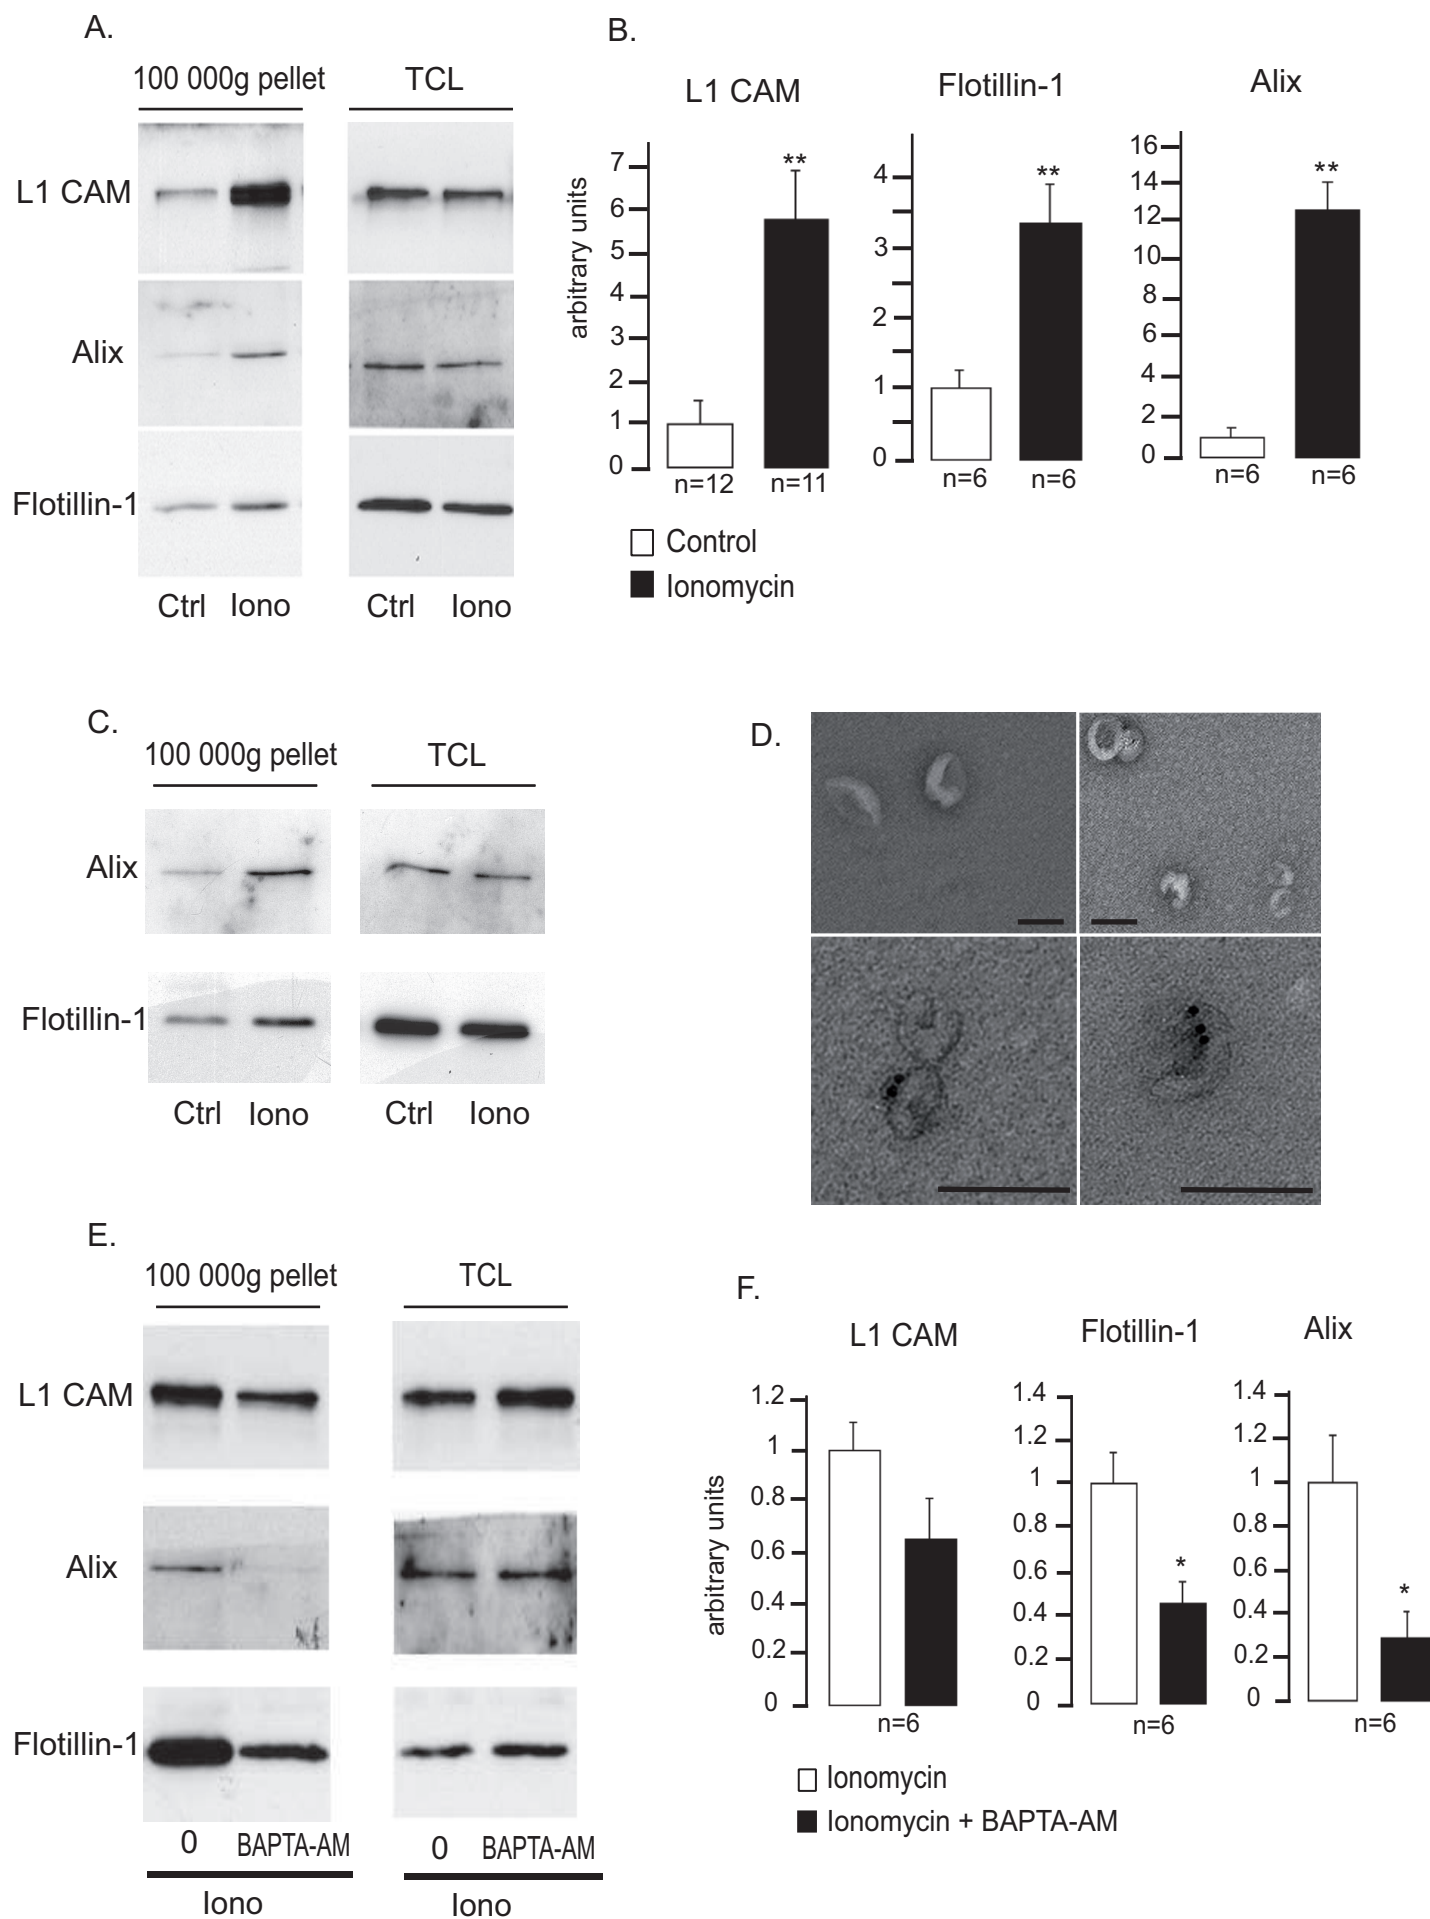 A.
100 000g pellet TCL
L1 CAM
Alix
Flotillin-1
Ctrl Iono Ctrl Iono
B.
L1 CAM Flotillin-1 Alix
arbitrary units
7
6
5
4
3
2
1
0
**
n=12 n=11
4
3
2
1
0
**
n=6 n=6
16
14
12
10
8
6
4
2
0
**
n=6 n=6
Control
Ionomycin
C.
100 000g pellet TCL
Alix
Flotillin-1
Ctrl Iono Ctrl Iono
D.
E.
100 000g pellet TCL
L1 CAM
Alix
Flotillin-1
0 BAPTA-AM 0 BAPTA-AM
Iono Iono
F.
L1 CAM Flotillin-1 Alix
arbitrary units
1.2
1
0.8
0.6
0.4
0.2
0
n=6
1.4
1.2
1
0.8
0.6
0.4
0.2
0
*
n=6
1.4
1.2
1
0.8
0.6
0.4
0.2
0
*
n=6
Ionomycin
Ionomycin + BAPTA-AM